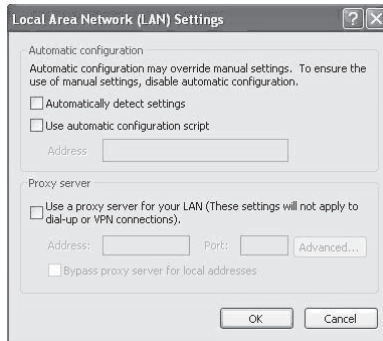 Local Area Network (LAN) Settings
Automatic configuration
Automatic configuration may override manual settings. To ensure the
use of manual settings, disable automatic configuration.
Automatically detect settings
Use automatic configuration script
Address
Proxy server
Use a proxy server for your LAN (These settings will not apply to
dial-up or VPN connections).
Address: Port: Advanced...
Bypass proxy server for local addresses
OK Cancel